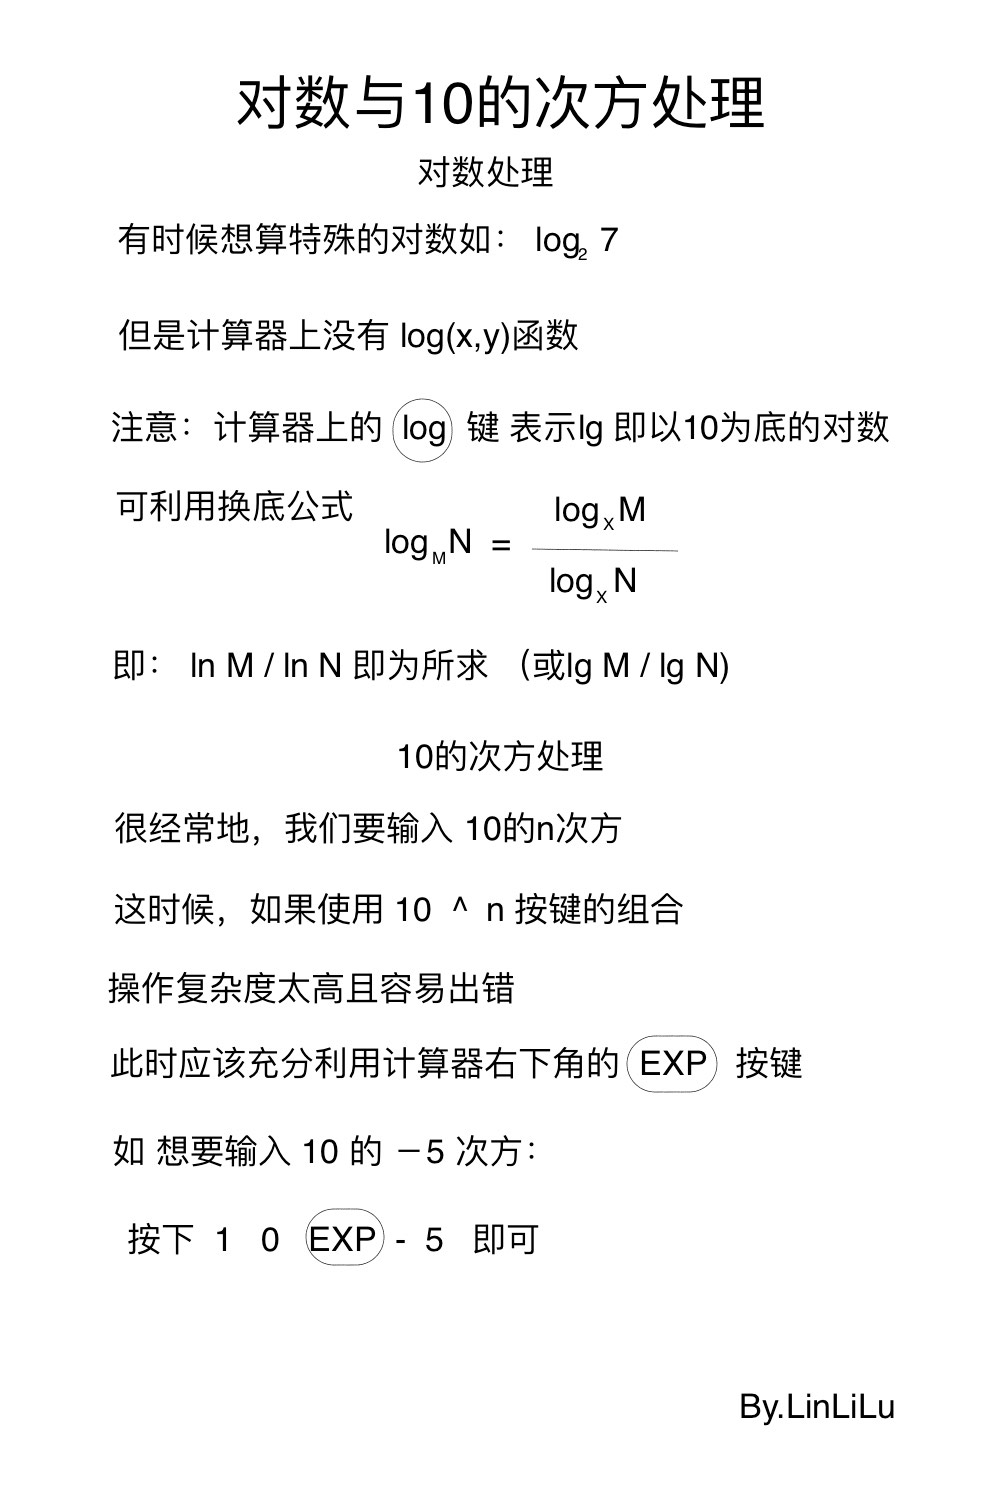 对数与10的次方处理
对数处理
有时候想算特殊的对数如： log₂ 7
但是计算器上没有 log(x,y)函数
注意：计算器上的 log 键 表示lg 即以10为底的对数
可利用换底公式
logMN = logXM / logXN
即： ln M / ln N 即为所求 （或lg M / lg N)
10的次方处理
很经常地，我们要输入 10的n次方
这时候，如果使用 10 ^ n 按键的组合
操作复杂度太高且容易出错
此时应该充分利用计算器右下角的 EXP 按键
如 想要输入 10 的 －5 次方：
按下 1 0 EXP - 5 即可
By.LinLiLu